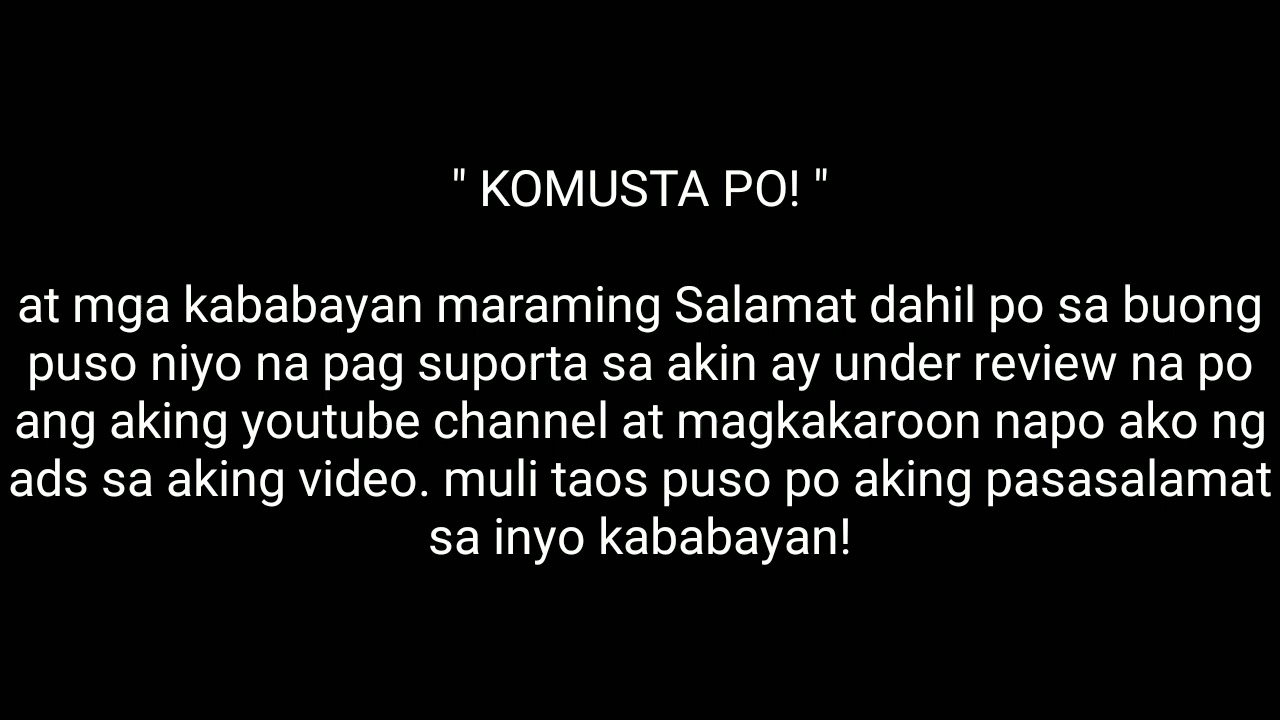 " KOMUSTA PO! "
at mga kababayan maraming Salamat dahil po sa buong
puso niyo na pag suporta sa akin ay under review na po
ang aking youtube channel at magkakaroon napo ako ng
ads sa aking video. muli taos puso po aking pasasalamat
sa inyo kababayan!